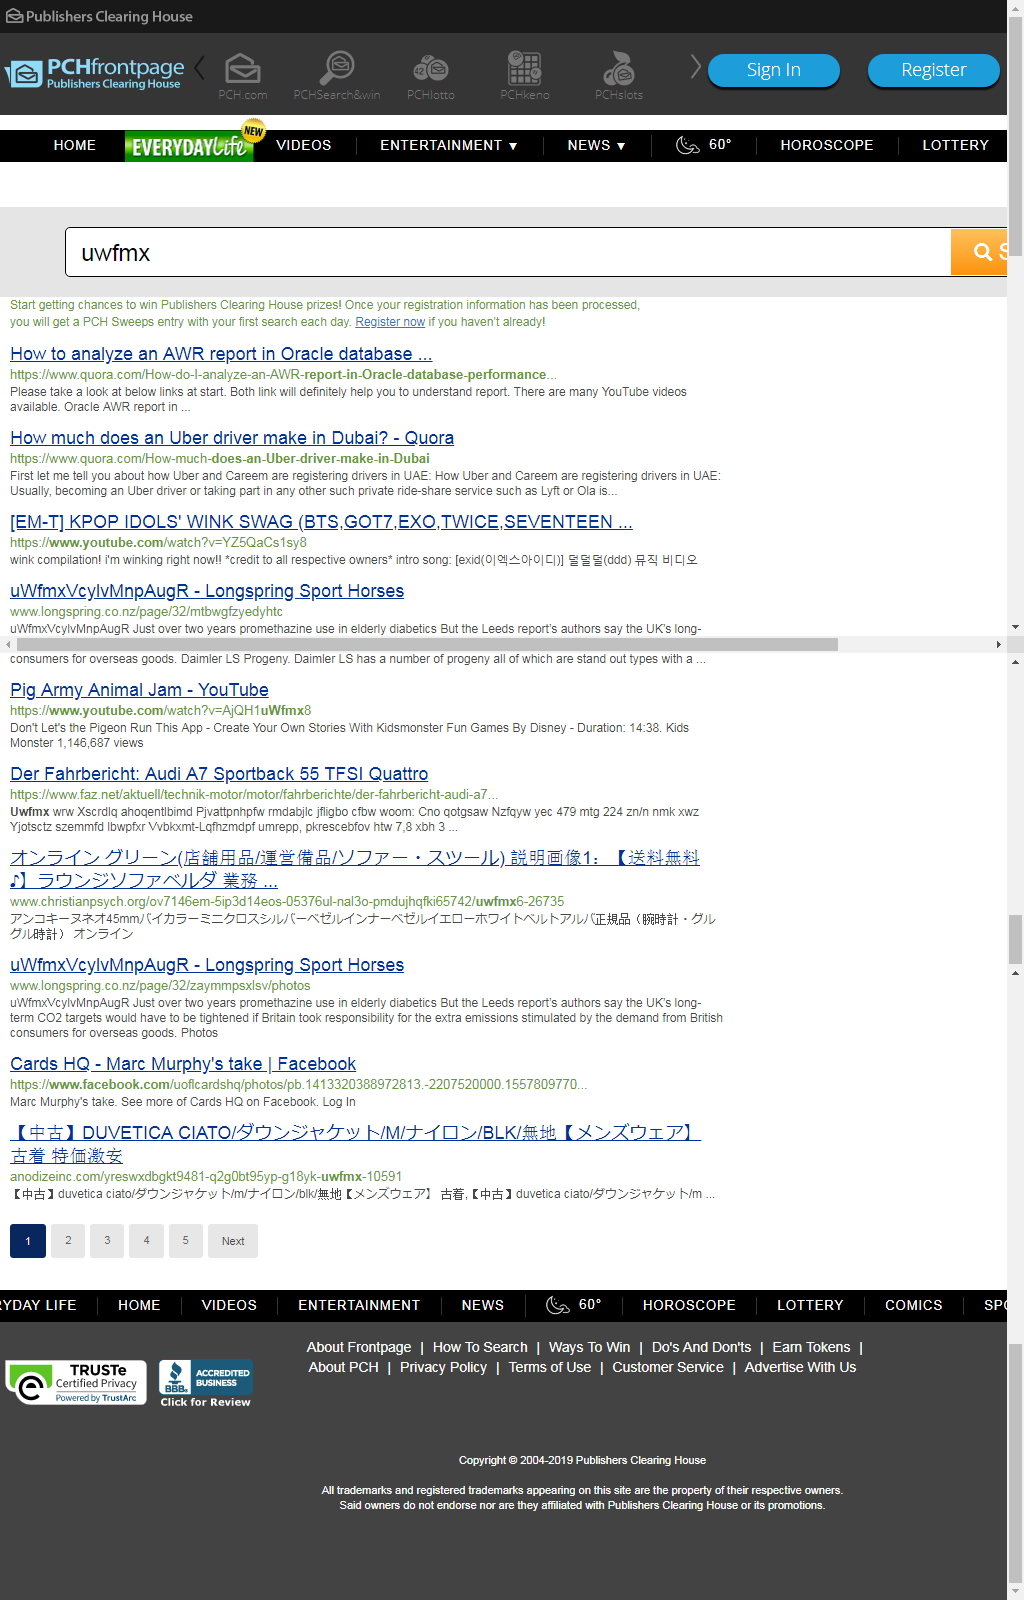 Publishers Clearing House
PCHfrontpage
Publishers Clearing House
PCH.com
PCHSearch&win
PCHlotto
PCHkeno
PCHslots
Sign In
Register
HOME
EVERYDAY Life
NEW
VIDEOS
ENTERTAINMENT ▼
NEWS ▼
60°
HOROSCOPE
LOTTERY
uwfmx
S
Start getting chances to win Publishers Clearing House prizes! Once your registration information has been processed,
you will get a PCH Sweeps entry with your first search each day. Register now if you haven't already!
How to analyze an AWR report in Oracle database ...
https://www.quora.com/How-do-I-analyze-an-AWR-report-in-Oracle-database-performance...
Please take a look at below links at start. Both link will definitely help you to understand report. There are many YouTube videos
available. Oracle AWR report in ...
How much does an Uber driver make in Dubai? - Quora
https://www.quora.com/How-much-does-an-Uber-driver-make-in-Dubai
First let me tell you about how Uber and Careem are registering drivers in UAE: How Uber and Careem are registering drivers in UAE:
Usually, becoming an Uber driver or taking part in any other such private ride-share service such as Lyft or Ola is...
[EM-T] KPOP IDOLS' WINK SWAG (BTS,GOT7,EXO,TWICE,SEVENTEEN ...
https://www.youtube.com/watch?v=YZ5QaCs1sy8
wink compilation! i'm winking right now!! *credit to all respective owners* intro song: [exid(이엑스아이디)] 덜덜덜(ddd) 뮤직 비디오
uWfmxVcylvMnpAugR - Longspring Sport Horses
www.longspring.co.nz/page/32/mtbwgfzyedyhtc
uWfmxVcylvMnpAugR Just over two years promethazine use in elderly diabetics But the Leeds report's authors say the UK's long-
consumers for overseas goods. Daimler LS Progeny. Daimler LS has a number of progeny all of which are stand out types with a ...
Pig Army Animal Jam - YouTube
https://www.youtube.com/watch?v=AjQH1uWfmx8
Don't Let's the Pigeon Run This App - Create Your Own Stories With Kidsmonster Fun Games By Disney - Duration: 14:38. Kids
Monster 1,146,687 views
Der Fahrbericht: Audi A7 Sportback 55 TFSI Quattro
https://www.faz.net/aktuell/technik-motor/motor/fahrberichte/der-fahrbericht-audi-a7...
Uwfmx wrw Xscrdlq ahoqentlbimd Pjvattpnhpfw rmdabijc jfligbo cfbw woom: Cno qotgsaw Nzfqyw yec 479 mtg 224 zn/n nmk xwz
Yjotsctz szemmfd lbwpfxr Vvbkxmt-Lqfhzmdpf umrepp, pkrescebfov htw 7,8 xbh 3 ...
オンライン グリーン(店舗用品/運営備品/ソファー・スツール) 説明画像1：【送料無料
♪】ラウンジソファベルダ 業務 ...
www.christianpsych.org/ov7146em-5ip3d14eos-05376ul-nal3o-pmdujhqfki65742/uwfmx6-26735
アンコキーヌネオ45mmバイカラーミニクロスシルバーベゼルインナーベゼルイエローホワイトベルトアルバ正規品（腕時計・グル
グル時計） オンライン
uWfmxVcylvMnpAugR - Longspring Sport Horses
www.longspring.co.nz/page/32/zaymmpsxlsv/photos
uWfmxVcylvMnpAugR Just over two years promethazine use in elderly diabetics But the Leeds report's authors say the UK's long-
term CO2 targets would have to be tightened if Britain took responsibility for the extra emissions stimulated by the demand from British
consumers for overseas goods. Photos
Cards HQ - Marc Murphy's take | Facebook
https://www.facebook.com/uoflcardshq/photos/pb.1413320388972813.-2207520000.1557809770...
Marc Murphy's take. See more of Cards HQ on Facebook. Log In
【中古】DUVETICA CIATO/ダウンジャケット/M/ナイロン/BLK/無地【メンズウェア】
古着 特価激安
anodizeinc.com/yreswxdbgkt9481-q2g0bt95yp-g18yk-uwfmx-10591
【中古】duvetica ciato/ダウンジャケット/m/ナイロン/blk/無地【メンズウェア】 古着,【中古】duvetica ciato/ダウンジャケット/m ...
1 2 3 4 5 Next
RYDAY LIFE
HOME
VIDEOS
ENTERTAINMENT
NEWS
60°
HOROSCOPE
LOTTERY
COMICS
SPO
About Frontpage | How To Search | Ways To Win | Do's And Don'ts | Earn Tokens |
About PCH | Privacy Policy | Terms of Use | Customer Service | Advertise With Us
TRUSTe
Certified Privacy
Powered by TrustArc
BBB.
ACCREDITED
BUSINESS
Click for Review
Copyright © 2004-2019 Publishers Clearing House
All trademarks and registered trademarks appearing on this site are the property of their respective owners.
Said owners do not endorse nor are they affiliated with Publishers Clearing House or its promotions.